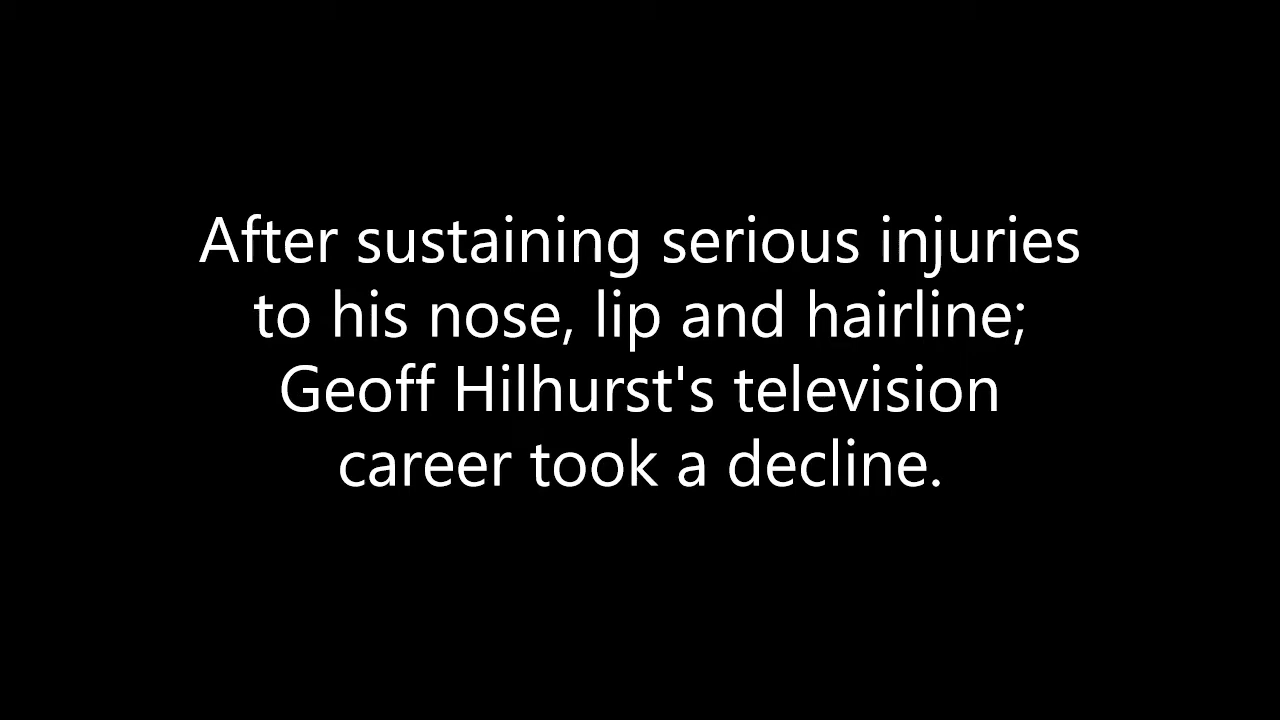 After sustaining serious injuries
to his nose, lip and hairline;
Geoff Hilhurst's television
career took a decline.